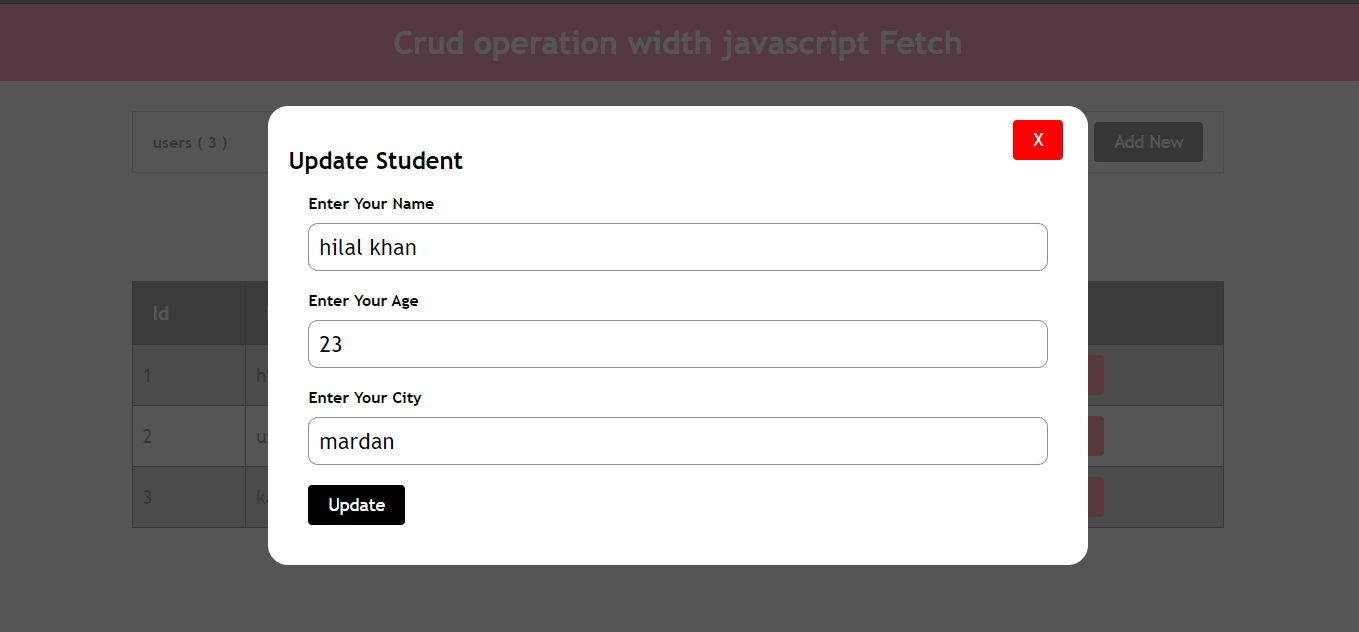 Crud operation width javascript Fetch
users ( 3 )
Add New
X
Update Student
Enter Your Name
hilal khan
Enter Your Age
23
Enter Your City
mardan
Update
Id
1
2
3